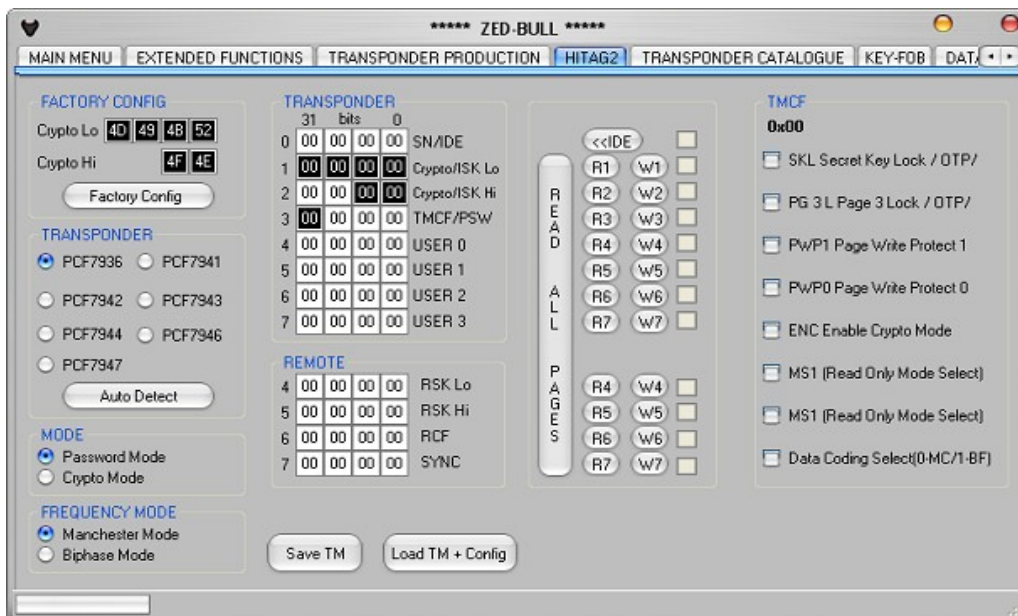 ***** ZED-BULL *****
MAIN MENU EXTENDED FUNCTIONS TRANSPONDER PRODUCTION HITAG2 TRANSPONDER CATALOGUE KEY-FOB DATA
FACTORY CONFIG
Crypto Lo 4D 49 4B 52
Crypto Hi 4F 4E
Factory Config
TRANSPONDER
PCF7936 PCF7941
PCF7942 PCF7943
PCF7944 PCF7946
PCF7947
Auto Detect
MODE
Password Mode
Crypto Mode
FREQUENCY MODE
Manchester Mode
Biphase Mode
TRANSPONDER
31 bits 0
0 00 00 00 00 SN/IDE
1 00 00 00 00 Crypto/ISK Lo
2 00 00 00 00 Crypto/ISK Hi
3 00 00 00 00 TMCF/PSW
4 00 00 00 00 USER 0
5 00 00 00 00 USER 1
6 00 00 00 00 USER 2
7 00 00 00 00 USER 3
REMOTE
4 00 00 00 00 RSK Lo
5 00 00 00 00 RSK Hi
6 00 00 00 00 RCF
7 00 00 00 00 SYNC
Save TM Load TM + Config
READ ALL PAGES
<<IDE
R1 W1
R2 W2
R3 W3
R4 W4
R5 W5
R6 W6
R7 W7
R4 W4
R5 W5
R6 W6
R7 W7
TMCF
0x00
SKL Secret Key Lock / OTP/
PG 3 L Page 3 Lock / OTP/
PWP1 Page Write Protect 1
PWP0 Page Write Protect 0
ENC Enable Crypto Mode
MS1 (Read Only Mode Select)
MS1 (Read Only Mode Select)
Data Coding Select(0-MC/1-BF)